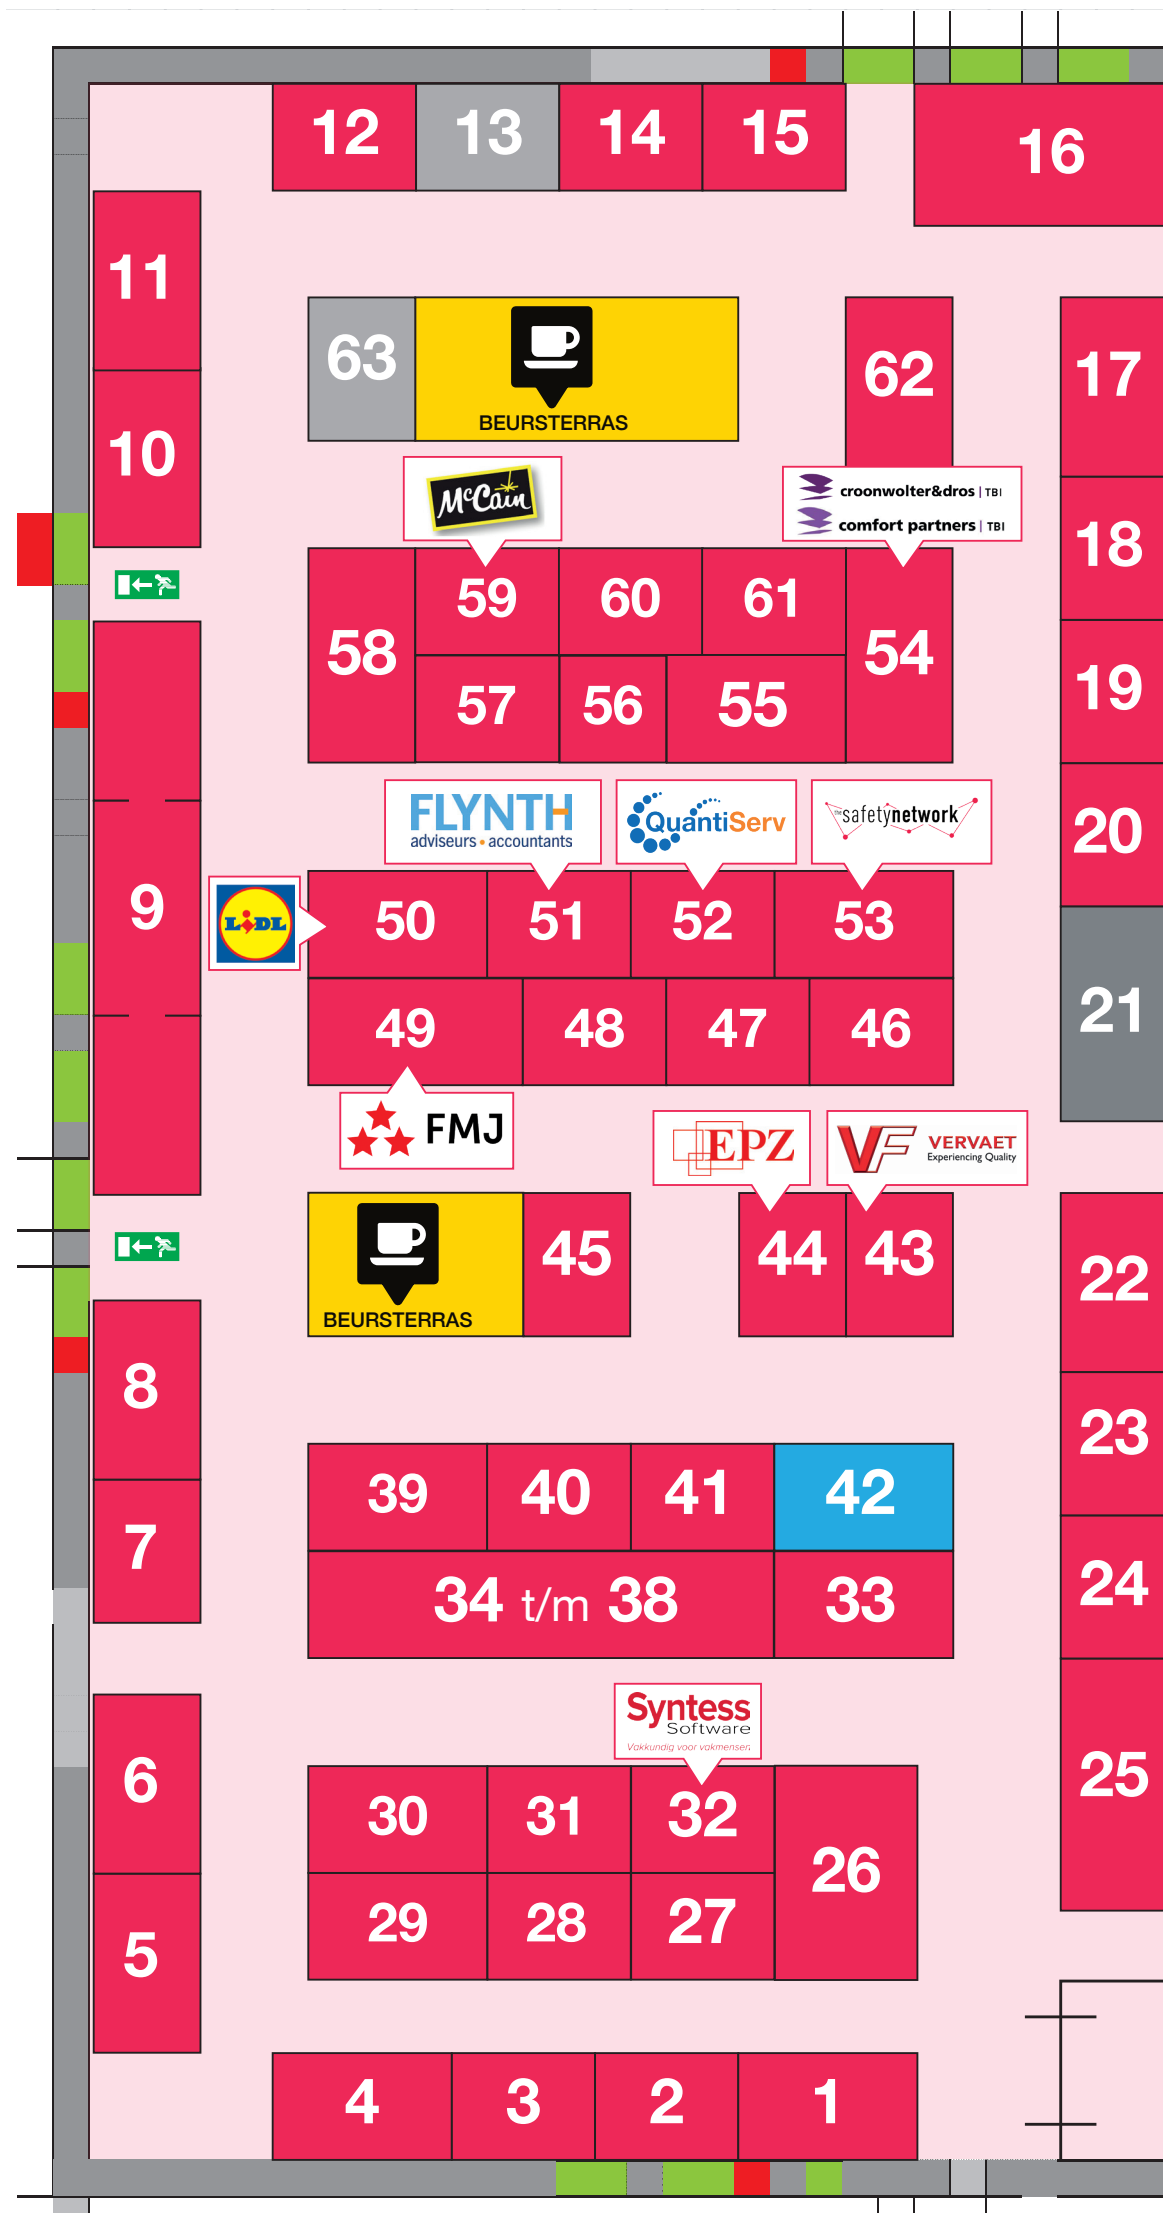 12 13 14 15
16
11
63
62
17
BEURSTERRAS
10
McCain
croonwolter&dros | TBI
comfort partners | TBI
18
59 60 61
58
54
57 56 55
19
FLYNTH
adviseurs • accountants
QuantiServ
the safetynetwork
20
9
LIDL
50 51 52 53
21
49 48 47 46
FMJ
EPZ
VERVAET
Experiencing Quality
VF
45
44 43
22
BEURSTERRAS
8
23
39 40 41 42
7
24
34 t/m 38
33
Syntess
Software
Vakkundig voor vakmensen
6
25
30 31 32
26
29 28 27
5
4 3 2 1